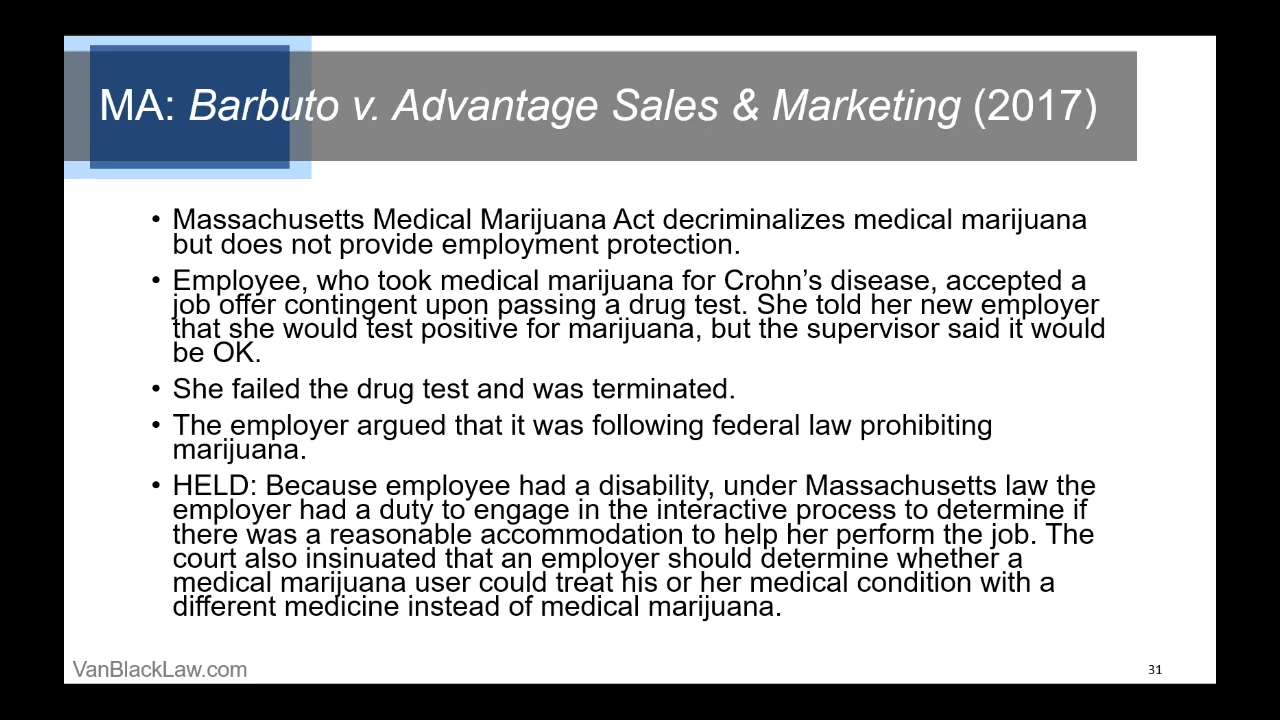 MA: Barbuto v. Advantage Sales & Marketing (2017)
• Massachusetts Medical Marijuana Act decriminalizes medical marijuana
but does not provide employment protection.
• Employee, who took medical marijuana for Crohn's disease, accepted a
job offer contingent upon passing a drug test. She told her new employer
that she would test positive for marijuana, but the supervisor said it would
be OK.
• She failed the drug test and was terminated.
• The employer argued that it was following federal law prohibiting
marijuana.
• HELD: Because employee had a disability, under Massachusetts law the
employer had a duty to engage in the interactive process to determine if
there was a reasonable accommodation to help her perform the job. The
court also insinuated that an employer should determine whether a
medical marijuana user could treat his or her medical condition with a
different medicine instead of medical marijuana.
VanBlackLaw.com
31